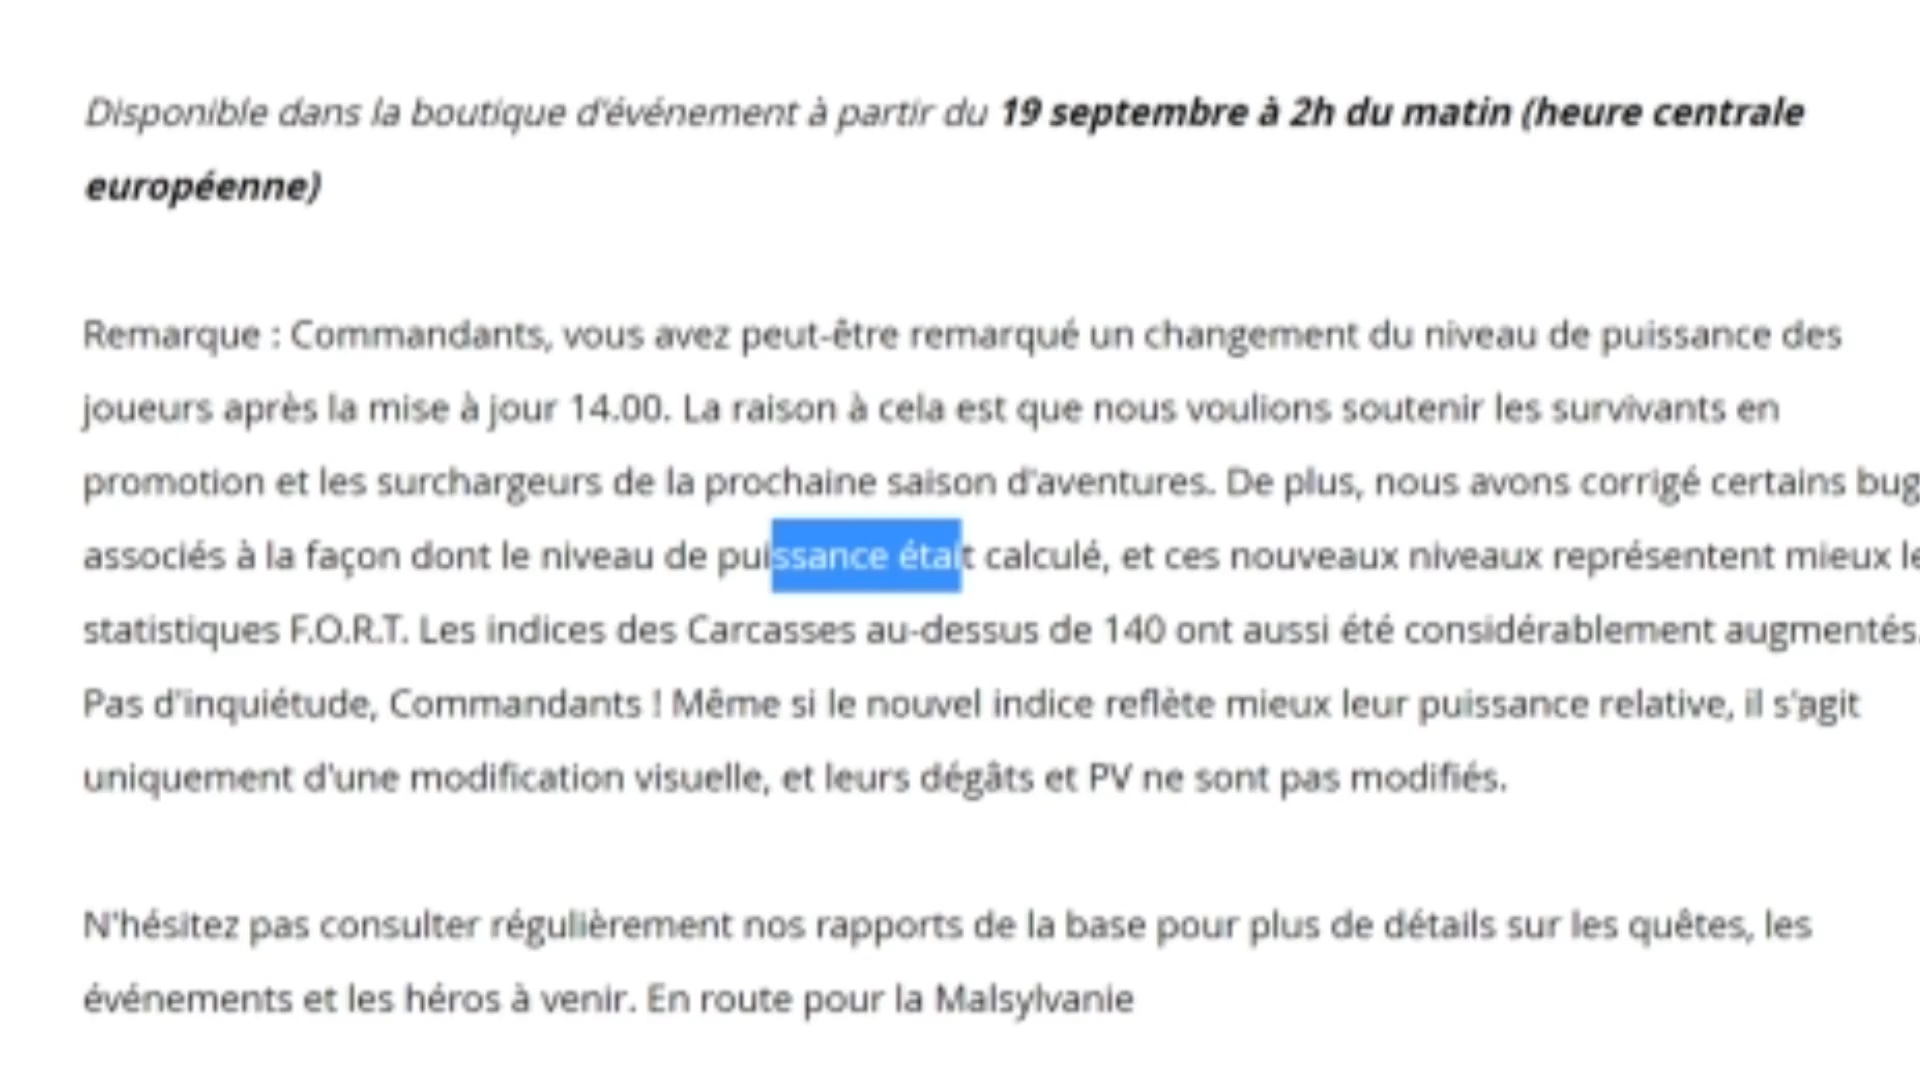 Disponible dans la boutique d'événement à partir du 19 septembre à 2h du matin (heure centrale
européenne)
Remarque : Commandants, vous avez peut-être remarqué un changement du niveau de puissance des
joueurs après la mise à jour 14.00. La raison à cela est que nous voulions soutenir les survivants en
promotion et les surchargeurs de la prochaine saison d'aventures. De plus, nous avons corrigé certains bug
associés à la façon dont le niveau de puissance était calculé, et ces nouveaux niveaux représentent mieux le
statistiques F.O.R.T. Les indices des Carcasses au-dessus de 140 ont aussi été considérablement augmentés.
Pas d'inquiétude, Commandants ! Même si le nouvel indice reflète mieux leur puissance relative, il s'agit
uniquement d'une modification visuelle, et leurs dégâts et PV ne sont pas modifiés.
N'hésitez pas consulter régulièrement nos rapports de la base pour plus de détails sur les quêtes, les
événements et les héros à venir. En route pour la Malsylvanie